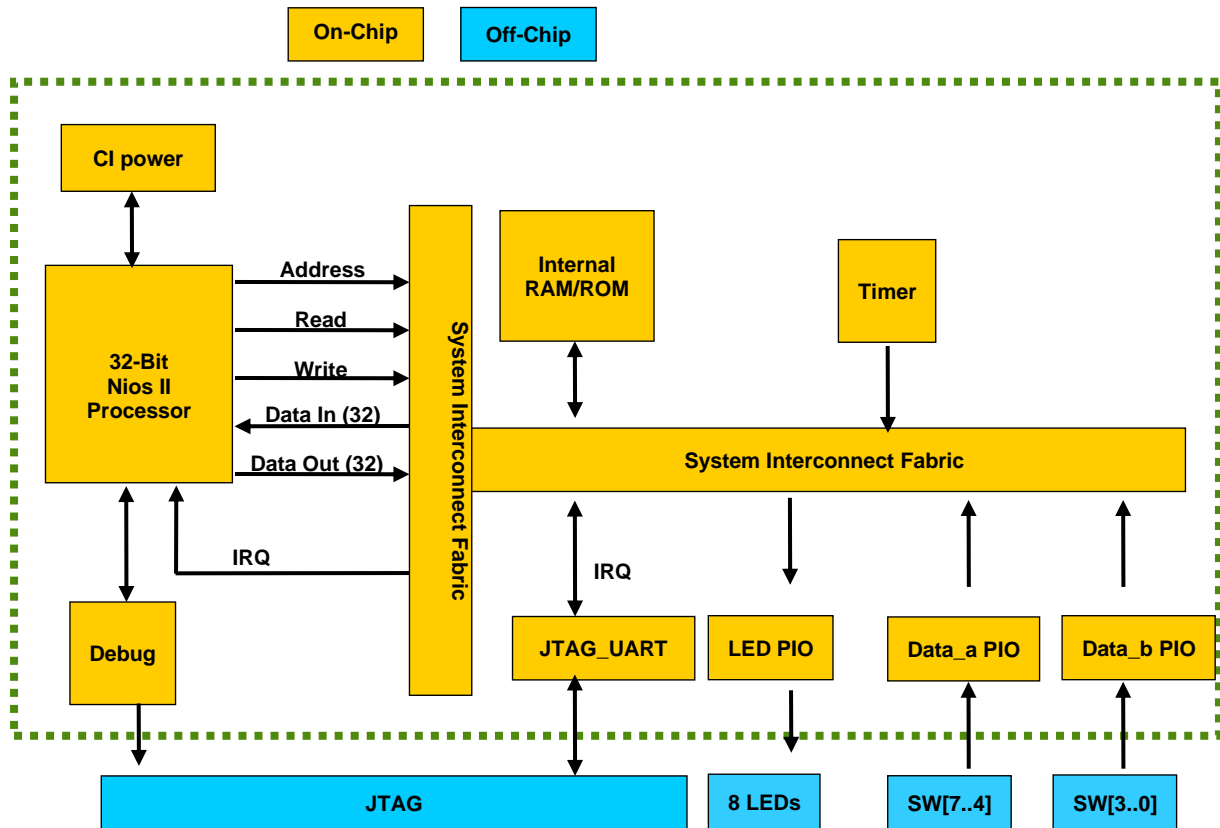 On-Chip
Off-Chip
CI power
Address
Read
Write
Data In (32)
Data Out (32)
IRQ
32-Bit
Nios II
Processor
System Interconnect Fabric
Internal
RAM/ROM
Timer
System Interconnect Fabric
IRQ
Debug
JTAG_UART
LED PIO
Data_a PIO
Data_b PIO
JTAG
8 LEDs
SW[7..4]
SW[3..0]